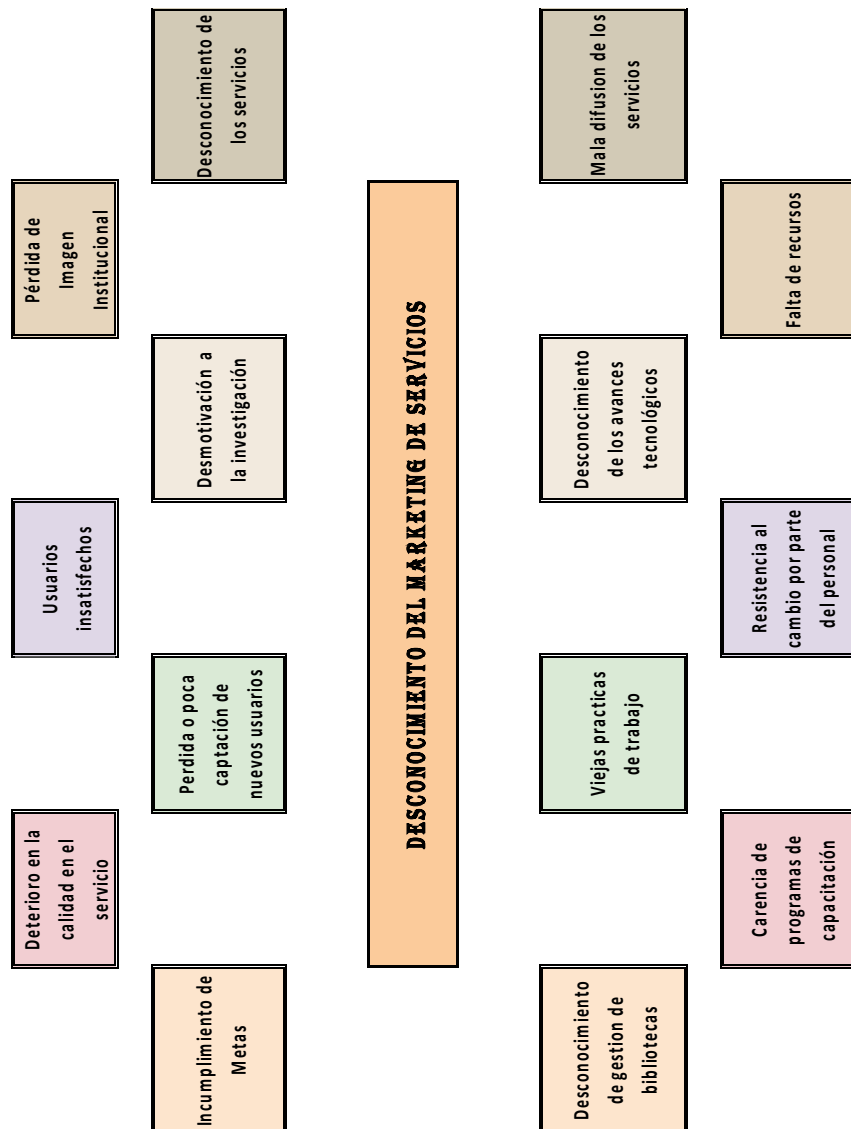 Deterioro en la
calidad en el
servicio
Usuarios
insatisfechos
Pérdida de
Imagen
Institucional
Incumplimiento de
Metas
Perdida o poca
captación de
nuevos usuarios
Desmotivación a
la investigación
Desconocimiento de
los servicios
DESCONOCIMIENTO DEL MARKETING DE SERVICIOS
Desconocimiento
de gestion de
bibliotecas
Viejas practicas
de trabajo
Desconocimiento
de los avances
tecnológicos
Mala difusion de los
servicios
Carencia de
programas de
capacitación
Resistencia al
cambio por parte
del personal
Falta de recursos